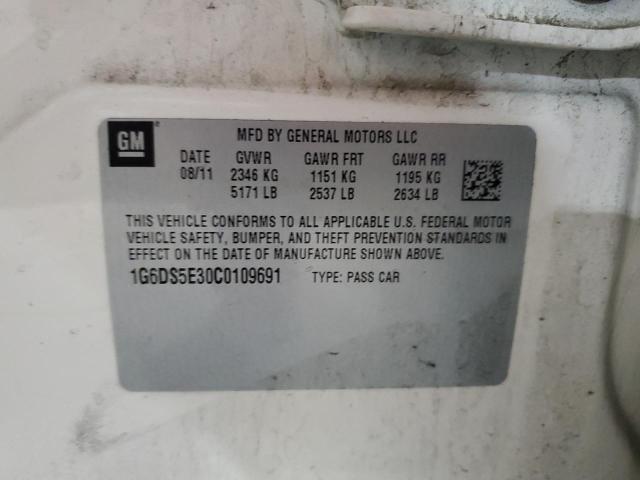 GM
MFD BY GENERAL MOTORS LLC
DATE GVWR GAWR FRT GAWR RR
08/11 2346 KG 1151 KG 1195 KG
5171 LB 2537 LB 2634 LB
THIS VEHICLE CONFORMS TO ALL APPLICABLE U.S. FEDERAL MOTOR
VEHICLE SAFETY, BUMPER, AND THEFT PREVENTION STANDARDS IN
EFFECT ON THE DATE OF MANUFACTURE SHOWN ABOVE.
1G6DS5E30C0109691 TYPE: PASS CAR